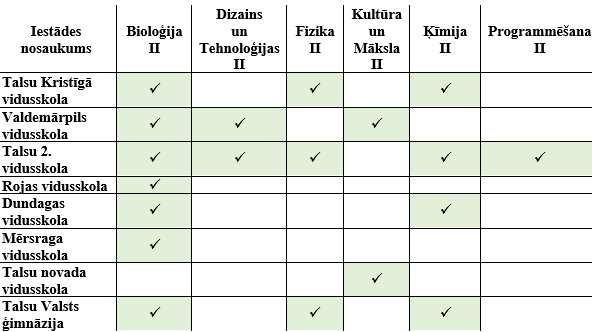 Iestādes nosaukums Bioloģija II Dizains un Tehnoloģijas II Fizika II Kultūra un Māksla II Ķīmija II Programmēšana II
Talsu Kristīgā vidusskola ✓ ✓ ✓
Valdemārpils vidusskola ✓ ✓ ✓
Talsu 2. vidusskola ✓ ✓ ✓ ✓ ✓
Rojas vidusskola ✓
Dundagas vidusskola ✓ ✓
Mērsraga vidusskola ✓
Talsu novada vidusskola ✓
Talsu Valsts ģimnāzija ✓ ✓ ✓